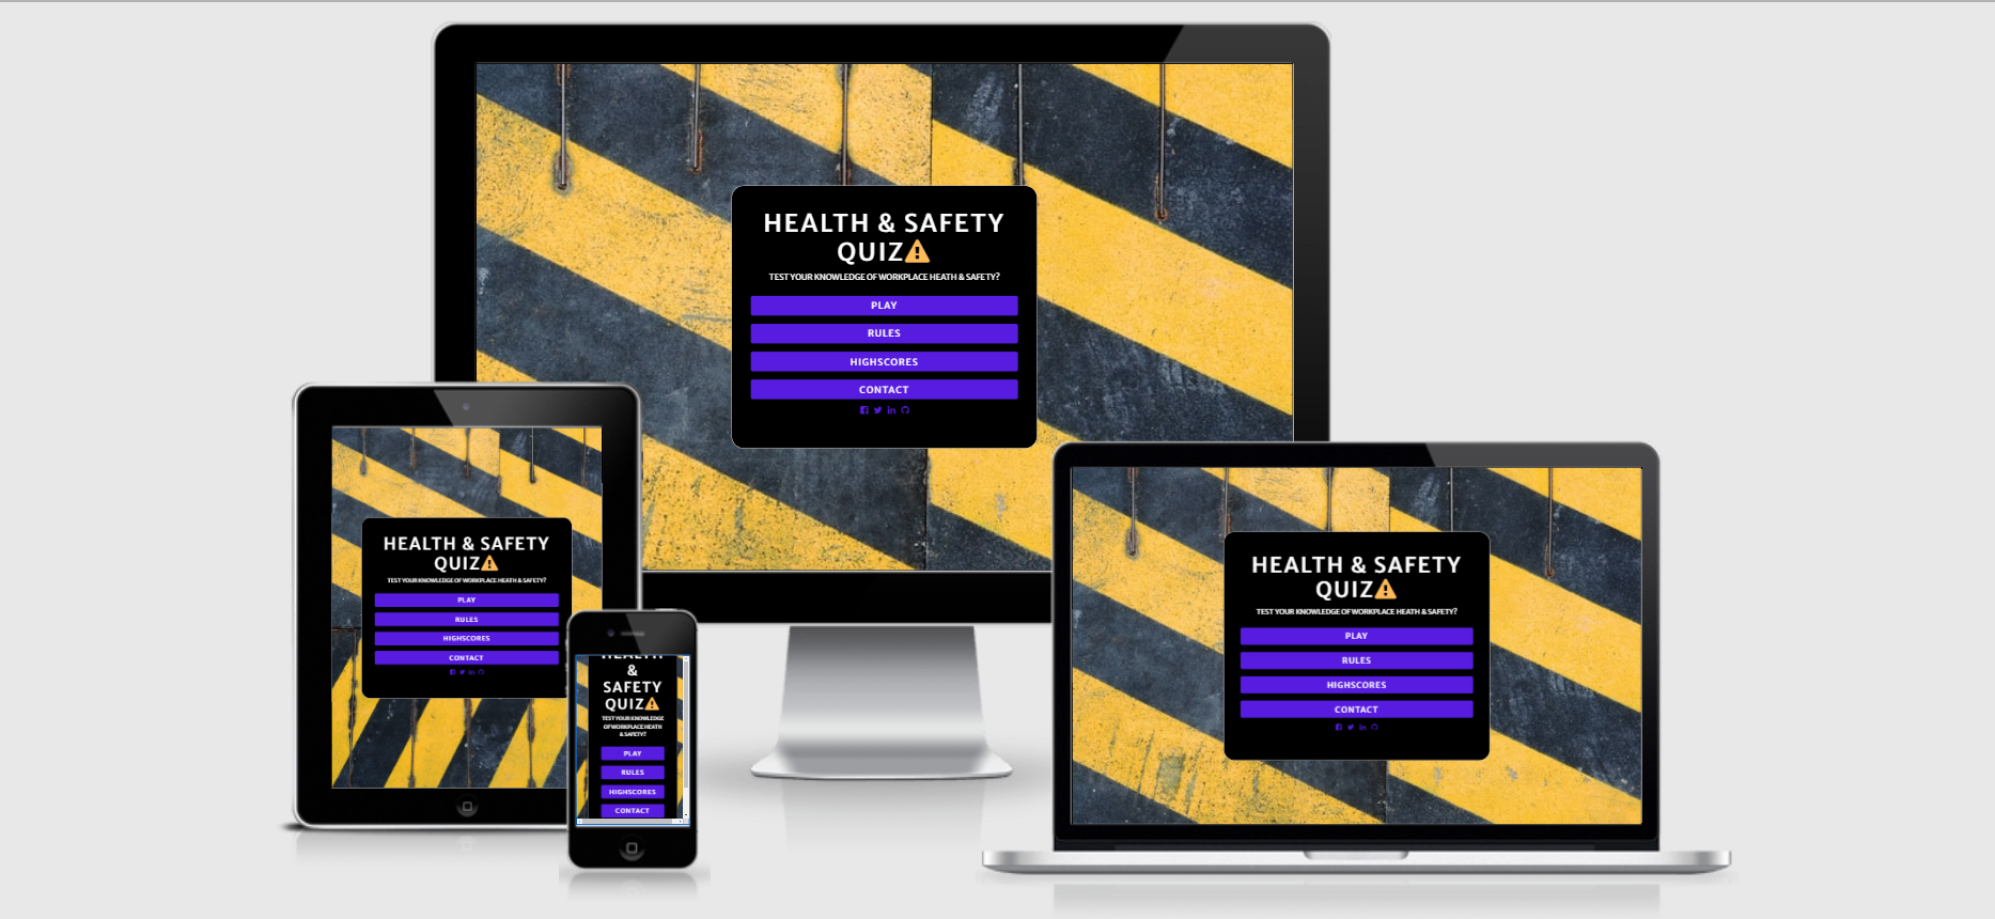 HEALTH & SAFETY
QUIZ⚠
TEST YOUR KNOWLEDGE OF WORKPLACE HEATH & SAFETY?
PLAY
RULES
HIGHSCORES
CONTACT
HEALTH & SAFETY
QUIZ⚠
TEST YOUR KNOWLEDGE OF WORKPLACE HEATH & SAFETY?
PLAY
RULES
HIGHSCORES
CONTACT
HEALTH
&
SAFETY
QUIZ⚠
TEST YOUR KNOWLEDGE
OF WORKPLACE HEATH
& SAFETY?
PLAY
RULES
HIGHSCORES
CONTACT
HEALTH & SAFETY
QUIZ⚠
TEST YOUR KNOWLEDGE OF WORKPLACE HEATH & SAFETY?
PLAY
RULES
HIGHSCORES
CONTACT